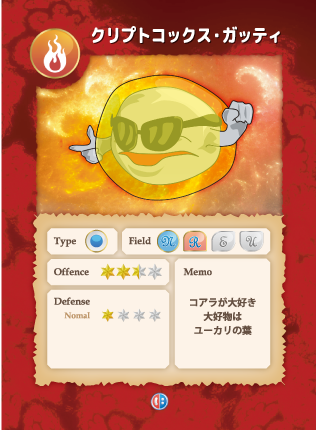 クリプトコックス・ガッティ
Type
Field N R E U
Offence
Defense
Nomal
Memo
コアラが大好き
大好物は
ユーカリの葉